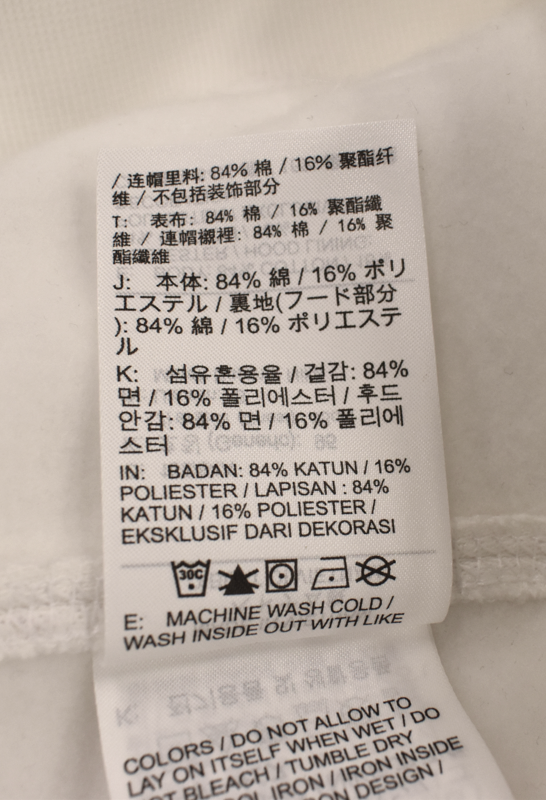 / 连帽里料: 84% 棉 / 16% 聚酯纤
维 / 不包括装饰部分
T: 表布: 84% 棉 / 16% 聚酯纖
維 / 連帽襯裡: 84% 棉 / 16% 聚
酯纖維
J: 本体: 84% 綿 / 16% ポリ
エステル / 裏地(フード部分
): 84% 綿 / 16% ポリエステ
ル
K: 섬유혼용율 / 겉감: 84%
면 / 16% 폴리에스터 / 후드
안감: 84% 면 / 16% 폴리에
스터
IN: BADAN: 84% KATUN / 16%
POLIESTER / LAPISAN : 84%
KATUN / 16% POLIESTER /
EKSKLUSIF DARI DEKORASI
30C
E: MACHINE WASH COLD /
WASH INSIDE OUT WITH LIKE
COLORS / DO NOT ALLOW TO
LAY ON ITSELF WHEN WET / DO
BLEACH / TUMBLE DRY
IRON / IRON INSIDE
DESIGN /